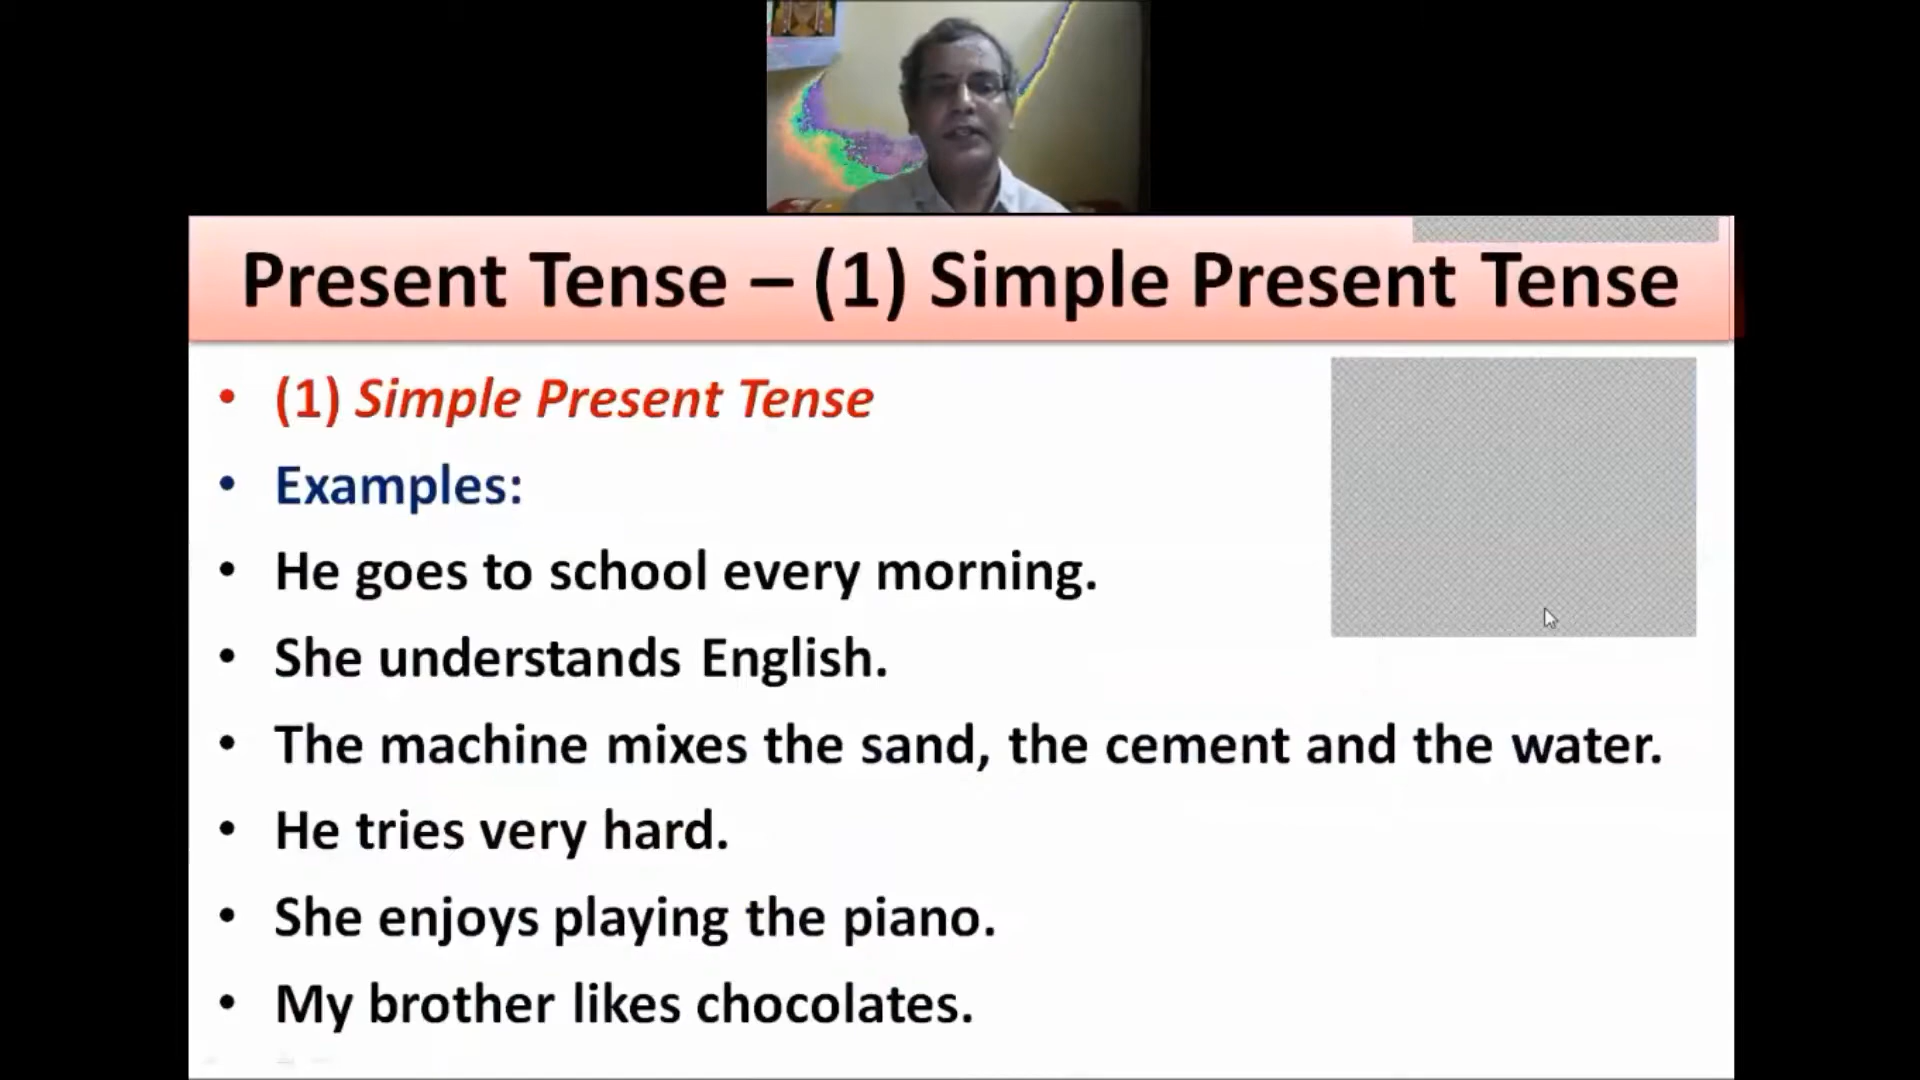 Present Tense – (1) Simple Present Tense
• (1) Simple Present Tense
• Examples:
• He goes to school every morning.
• She understands English.
• The machine mixes the sand, the cement and the water.
• He tries very hard.
• She enjoys playing the piano.
• My brother likes chocolates.